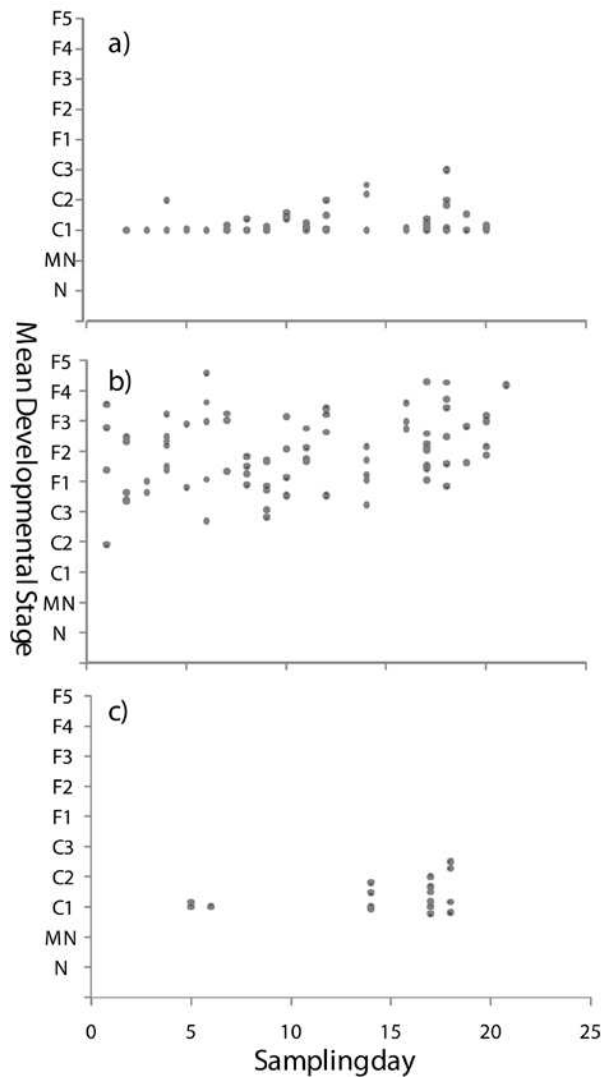 a)
F5
F4
F3
F2
F1
C3
C2
C1
MN
N
Mean Developmental Stage
b)
F5
F4
F3
F2
F1
C3
C2
C1
MN
N
c)
F5
F4
F3
F2
F1
C3
C2
C1
MN
N
0 5 10 15 20 25
Samplingday